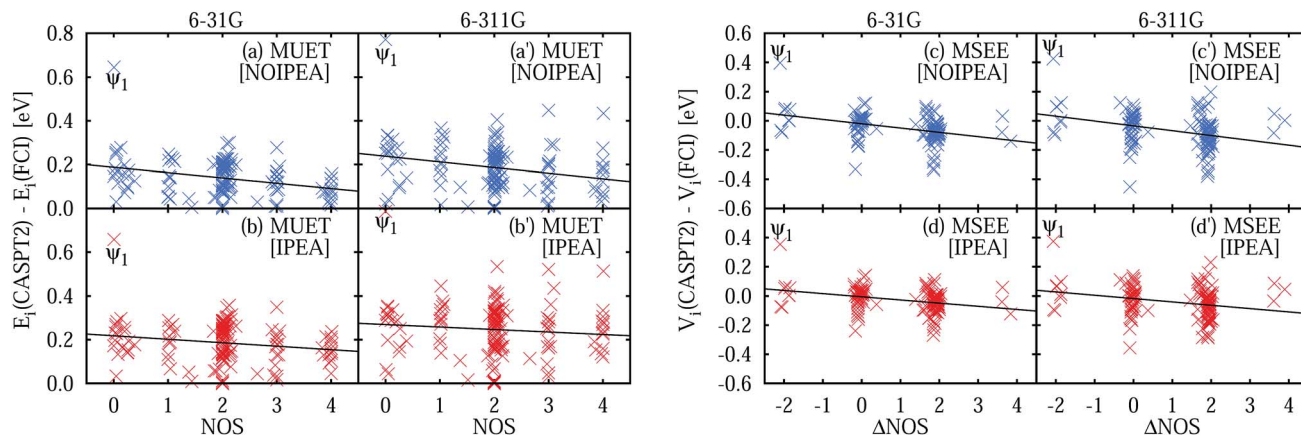 6-31G
6-311G
E_i(CASPT2) - E_i(FCI) [eV]
0.8
0.6
0.4
0.2
0.0
(a) MUET
[NOIPEA]
ψ₁
(a') MUET
[NOIPEA]
ψ₁
0.6
0.4
0.2
0.0
(b) MUET
[IPEA]
ψ₁
(b') MUET
[IPEA]
ψ₁
0 1 2 3 4
0 1 2 3 4
NOS
NOS
6-31G
6-311G
V_i(CASPT2) - V_i(FCI) [eV]
0.6
0.4
0.2
0.0
-0.2
-0.4
-0.6
ψ₁
(c) MSEE
[NOIPEA]
ψ₁
(c') MSEE
[NOIPEA]
0.4
0.2
0.0
-0.2
-0.4
-0.6
ψ₁
(d) MSEE
[IPEA]
ψ₁
(d') MSEE
[IPEA]
-2 -1 0 1 2 3 4
-2 -1 0 1 2 3 4
ΔNOS
ΔNOS